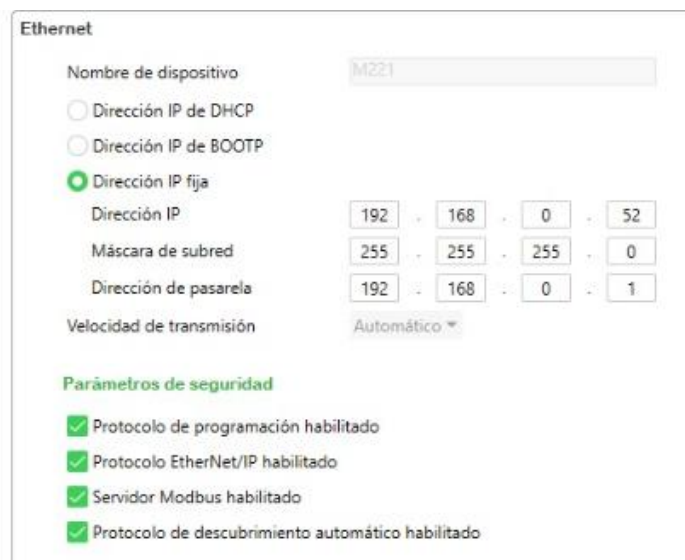 Ethernet
Nombre de dispositivo M221
Dirección IP de DHCP
Dirección IP de BOOTP
Dirección IP fija
Dirección IP 192 . 168 . 0 . 52
Máscara de subred 255 . 255 . 255 . 0
Dirección de pasarela 192 . 168 . 0 . 1
Velocidad de transmisión Automático
Parámetros de seguridad
Protocolo de programación habilitado
Protocolo EtherNet/IP habilitado
Servidor Modbus habilitado
Protocolo de descubrimiento automático habilitado